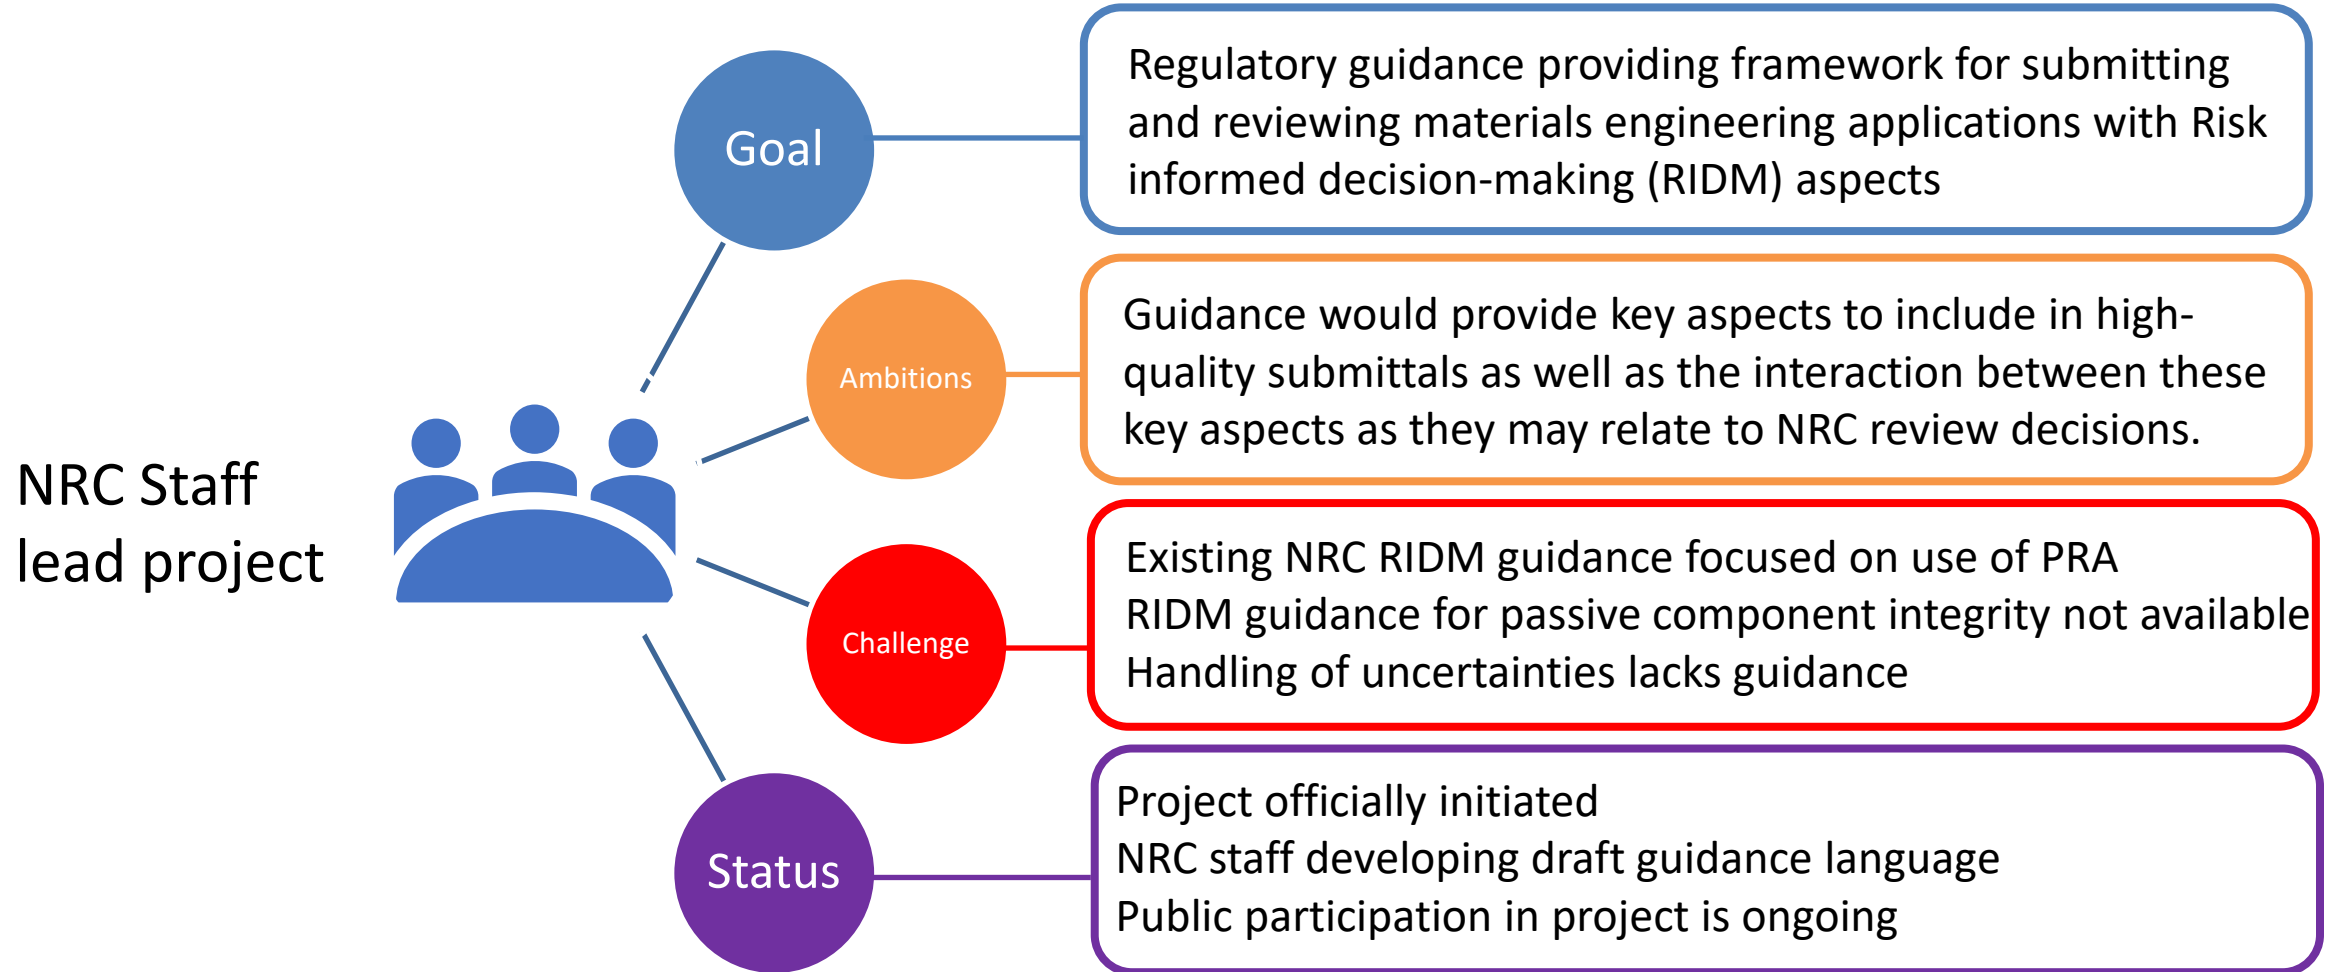 NRC Staff
lead project
Goal
Regulatory guidance providing framework for submitting
and reviewing materials engineering applications with Risk
informed decision-making (RIDM) aspects
Ambitions
Guidance would provide key aspects to include in high-
quality submittals as well as the interaction between these
key aspects as they may relate to NRC review decisions.
Challenge
Existing NRC RIDM guidance focused on use of PRA
RIDM guidance for passive component integrity not available
Handling of uncertainties lacks guidance
Status
Project officially initiated
NRC staff developing draft guidance language
Public participation in project is ongoing